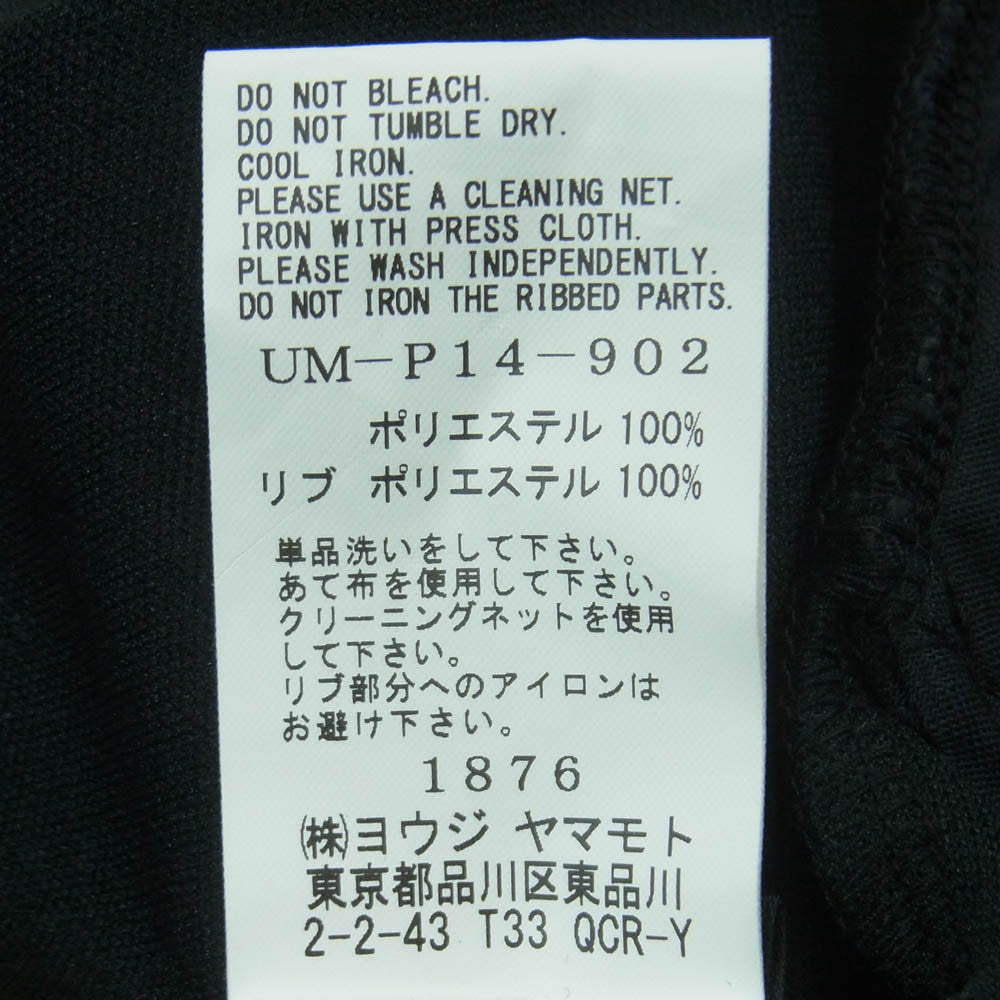 DO NOT BLEACH.
DO NOT TUMBLE DRY.
COOL IRON.
PLEASE USE A CLEANING NET.
IRON WITH PRESS CLOTH.
PLEASE WASH INDEPENDENTLY.
DO NOT IRON THE RIBBED PARTS.
UM－P14－902
ポリエステル 100%
リブ ポリエステル 100%
単品洗いをして下さい。
あて布を使用して下さい。
クリーニングネットを使用
して下さい。
リブ部分へのアイロンは
お避け下さい。
1876
㈱ヨウジ ヤマモト
東京都品川区東品川
2-2-43 T33 QCR-Y